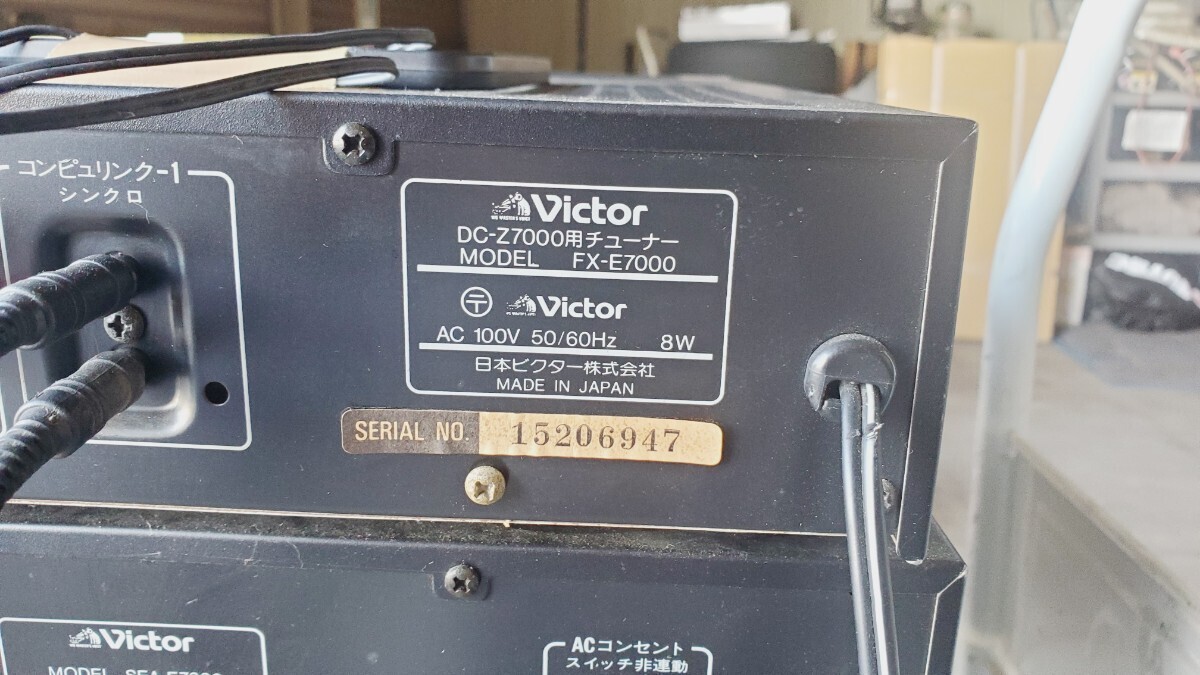 コンピュリンク-1
シンクロ
Victor
DC-Z7000用チューナー
MODEL FX-E7000
〒 Victor
AC 100V 50/60Hz 8W
日本ビクター株式会社
MADE IN JAPAN
SERIAL NO. 15206947
Victor
MODEL
ACコンセント
スイッチ非連動